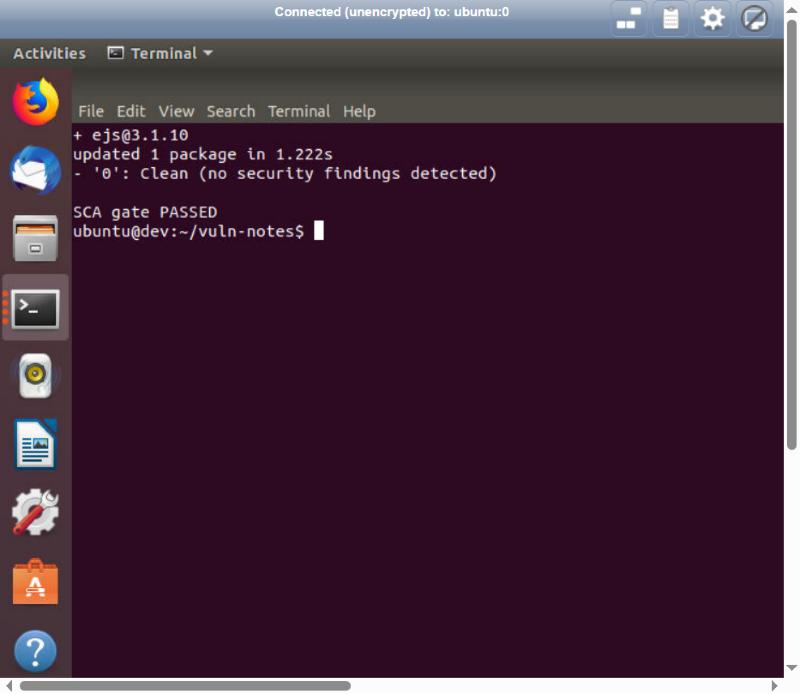 Connected (unencrypted) to: ubuntu:0
Activities Terminal
File Edit View Search Terminal Help
+ ejs@3.1.10
updated 1 package in 1.222s
- '0': Clean (no security findings detected)
SCA gate PASSED
ubuntu@dev:~/vuln-notes$